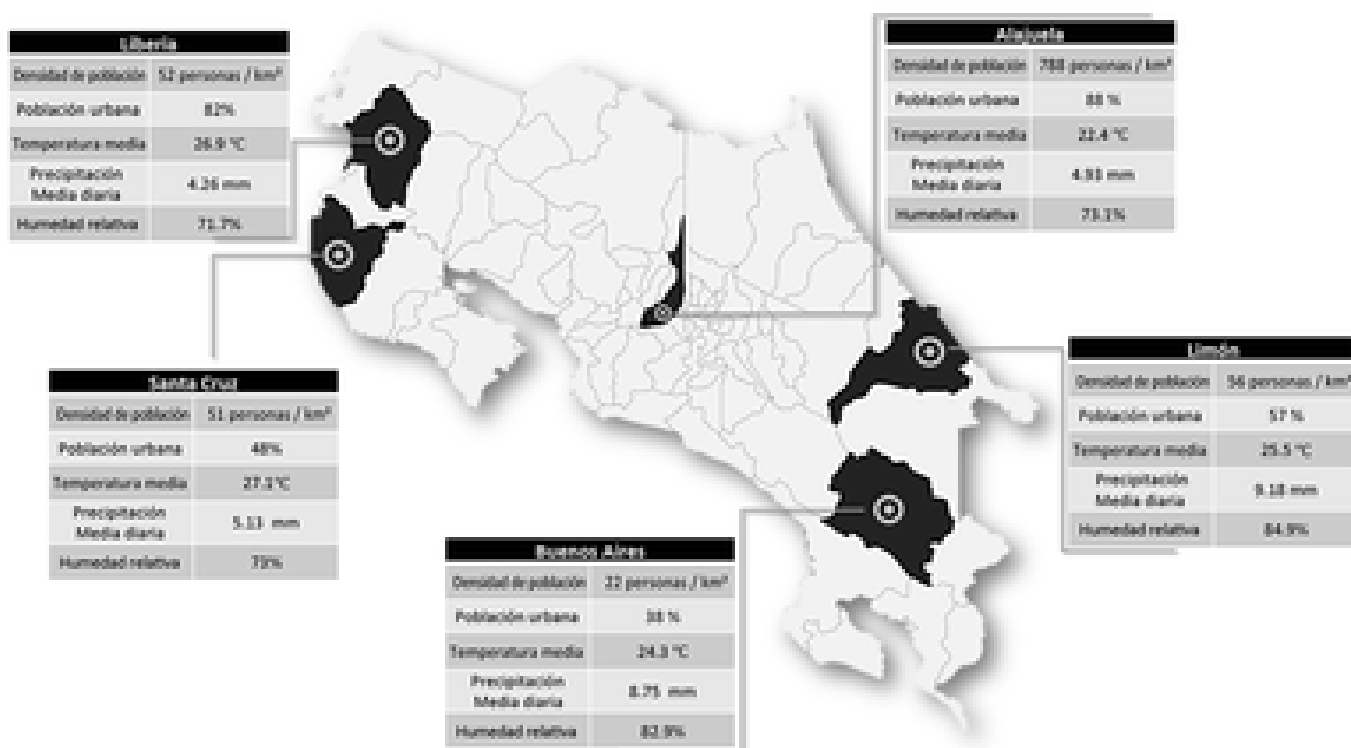 Liberia
Densidad de población 52 personas / km²
Población urbana 82%
Temperatura media 26.9 °C
Precipitación
Media diaria 4.26 mm
Humedad relativa 71.7%
Alajuela
Densidad de población 788 personas / km²
Población urbana 88 %
Temperatura media 22.4 °C
Precipitación
Media diaria 4.93 mm
Humedad relativa 73.1%
Santa Cruz
Densidad de población 51 personas / km²
Población urbana 48%
Temperatura media
Precipitación
Media diaria 5.13 mm
Humedad relativa
Limón
Densidad de población 56 personas / km²
Población urbana 57 %
Temperatura media 25.5 °C
Precipitación
Media diaria 9.18 mm
Humedad relativa 84.9%
Buenos Aires
Densidad de población 22 personas / km²
Población urbana
Temperatura media 24.3 °C
Precipitación
Media diaria 8.75 mm
Humedad relativa 82.9%